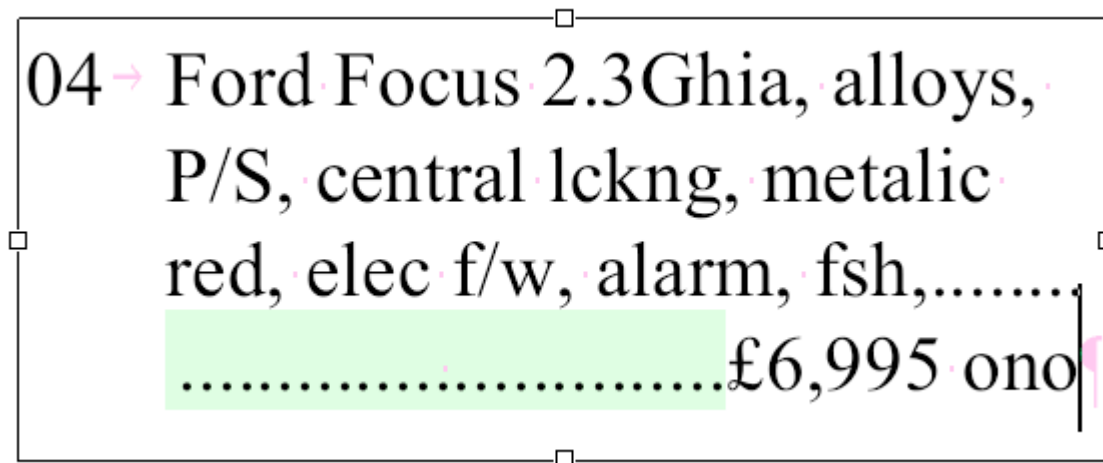 04 Ford Focus 2.3Ghia, alloys,
P/S, central lckng, metalic
red, elec f/w, alarm, fsh,........
..................................£6,995 ono